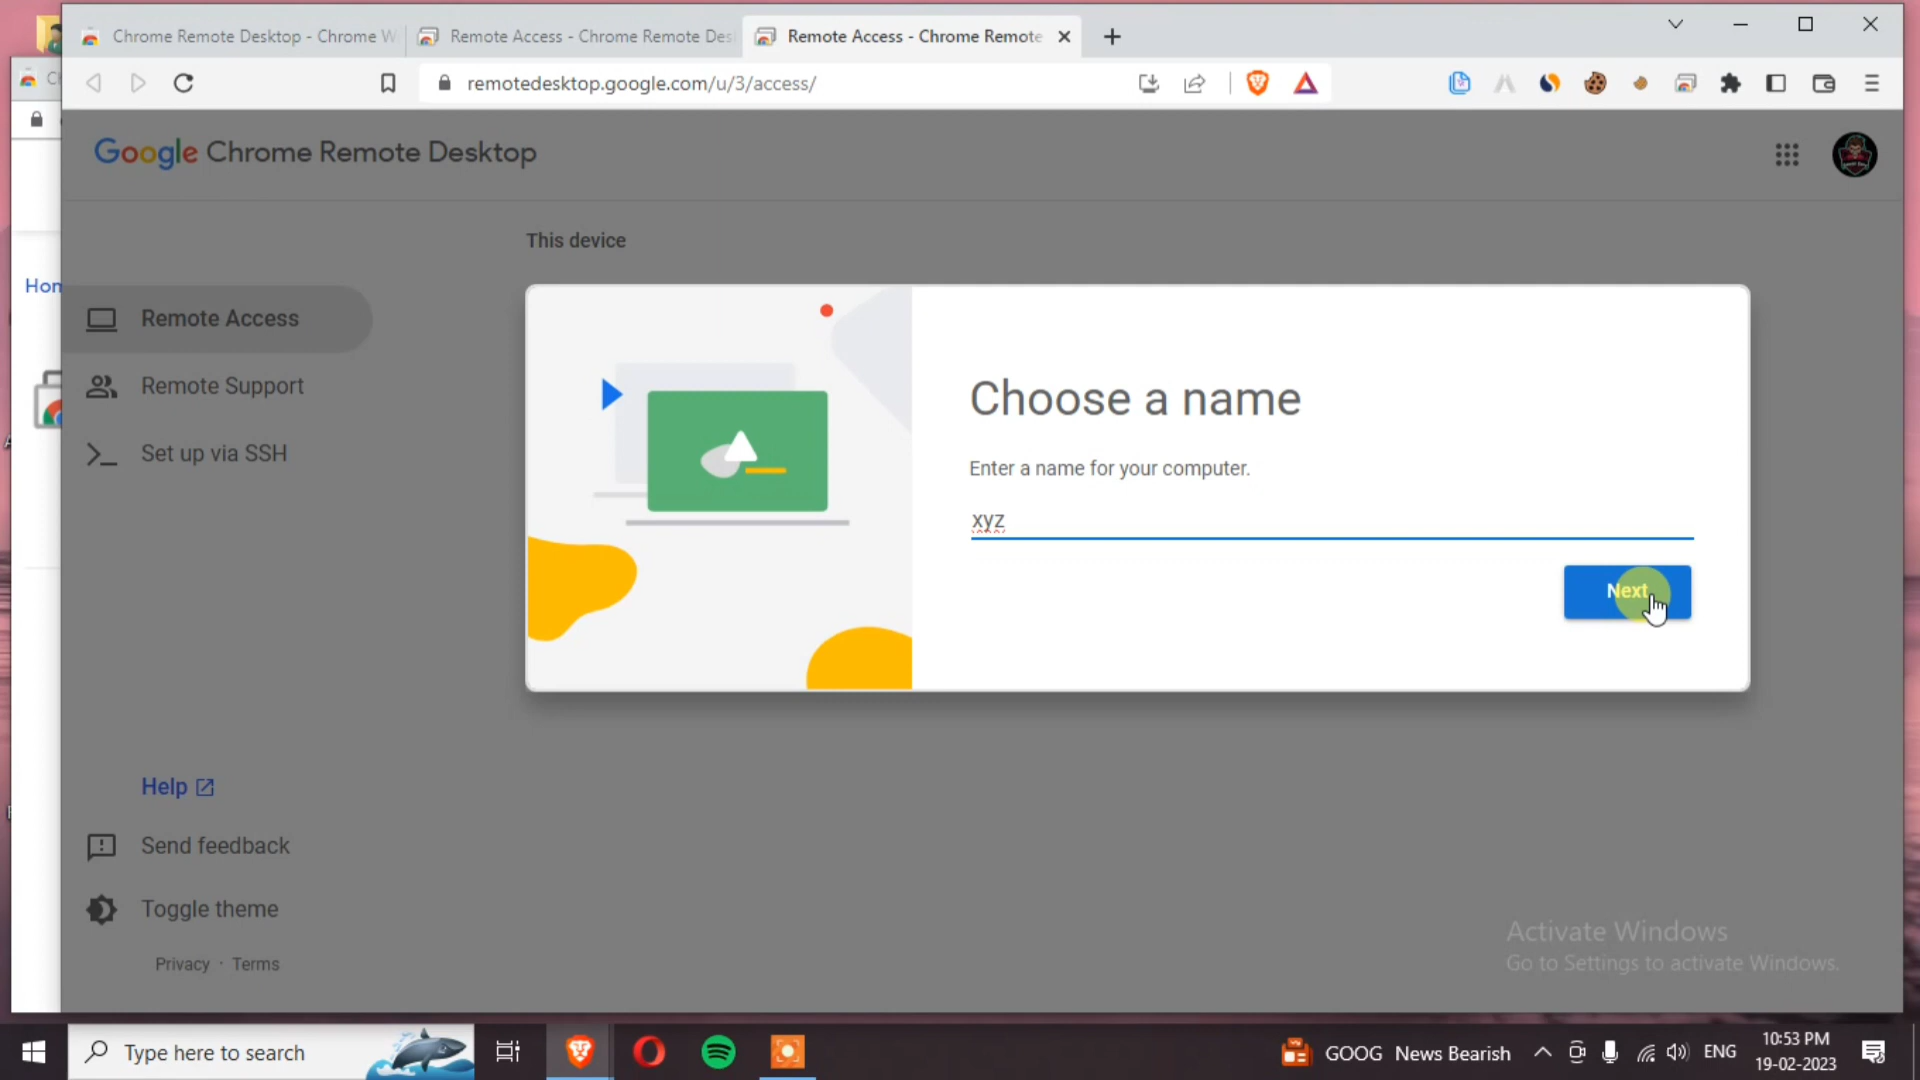 Chrome Remote Desktop - Chrome W
Remote Access - Chrome Remote Des
Remote Access - Chrome Remote
remotedesktop.google.com/u/3/access/
Google Chrome Remote Desktop
This device
Hom
Remote Access
Remote Support
Set up via SSH
Choose a name
Enter a name for your computer.
xyz
Next
Help
Send feedback
Toggle theme
Privacy · Terms
Activate Windows
Go to Settings to activate Windows.
Type here to search
GOOG News Bearish
ENG
10:53 PM
19-02-2023